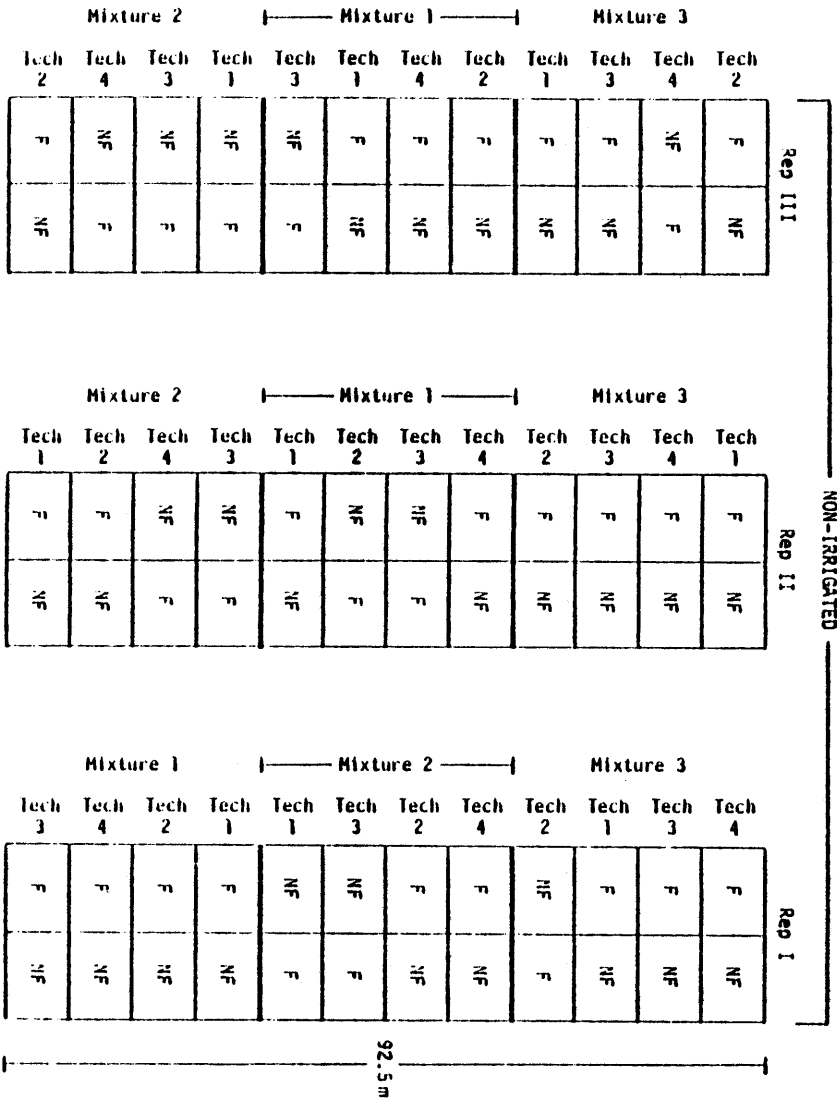 Mixture 2 Mixture 1 Mixture 3
Tech 2 Tech 4 Tech 3 Tech 1 Tech 3 Tech 1 Tech 4 Tech 2 Tech 1 Tech 3 Tech 4 Tech 2
F NF NF NF NF F F F F F NF F
NF F F F F NF NF NF NF NF F NF
Rep III
Mixture 2 Mixture 1 Mixture 3
Tech 1 Tech 2 Tech 4 Tech 3 Tech 1 Tech 2 Tech 3 Tech 4 Tech 2 Tech 3 Tech 4 Tech 1
F F NF NF F NF NF F F F F F
NF NF F F NF F F NF NF NF NF NF
Rep II
NON-IRRIGATED
Mixture 1 Mixture 2 Mixture 3
Tech 3 Tech 4 Tech 2 Tech 1 Tech 1 Tech 3 Tech 2 Tech 4 Tech 2 Tech 1 Tech 3 Tech 4
F F F F NF NF F F NF F F F
NF NF NF NF F F NF NF F NF NF NF
Rep I
92.5 m